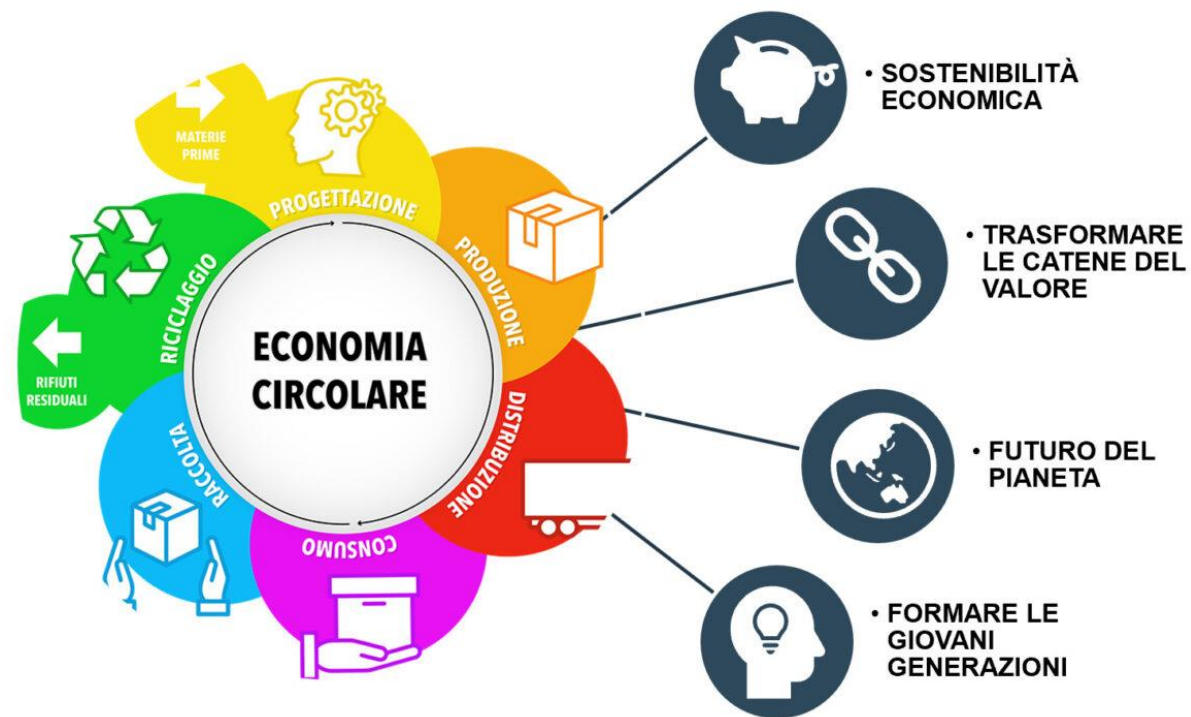 MATERIE
PRIME
PROGETTAZIONE
PRODUZIONE
DISTRIBUZIONE
CONSUMO
RACCOLTA
RICICLAGGIO
RIFIUTI
RESIDUALI
ECONOMIA
CIRCOLARE
• SOSTENIBILITÀ
ECONOMICA
• TRASFORMARE
LE CATENE DEL
VALORE
• FUTURO DEL
PIANETA
• FORMARE LE
GIOVANI
GENERAZIONI